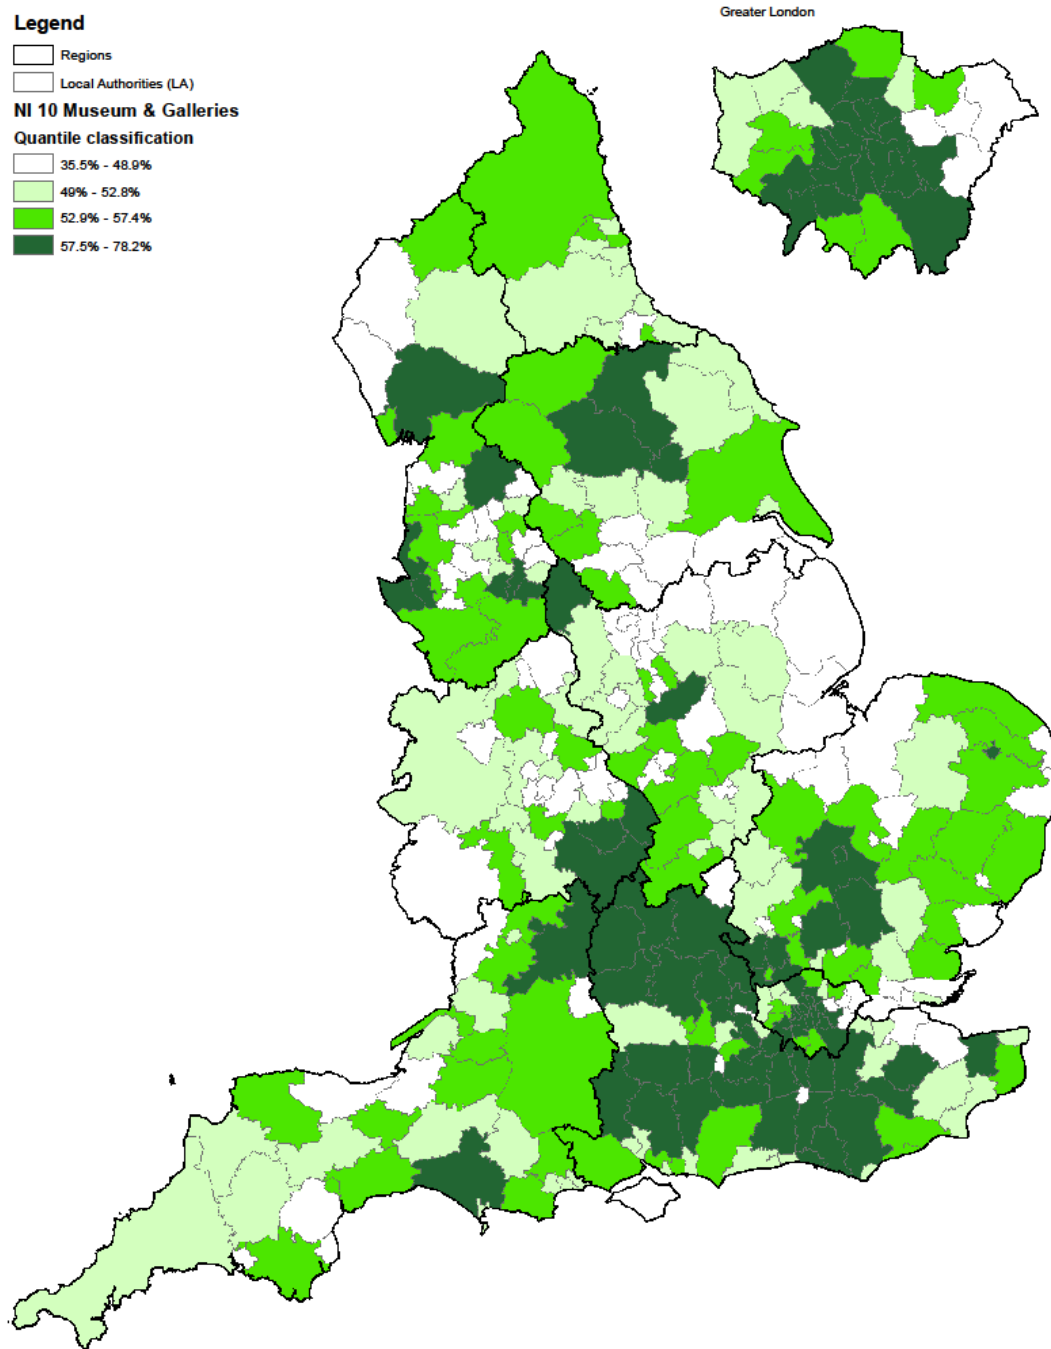 Legend
Regions
Local Authorities (LA)
NI 10 Museum & Galleries
Quantile classification
35.5% - 48.9%
49% - 52.8%
52.9% - 57.4%
57.5% - 78.2%
Greater London